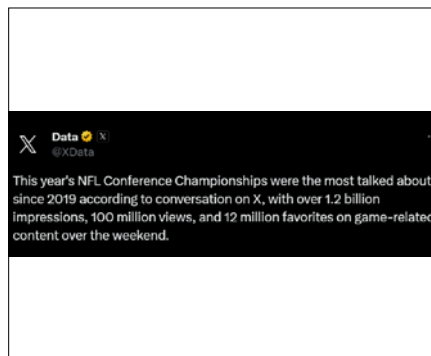 Data
@XData
This year's NFL Conference Championships were the most talked about
since 2019 according to conversation on X, with over 1.2 billion
impressions, 100 million views, and 12 million favorites on game-related
content over the weekend.